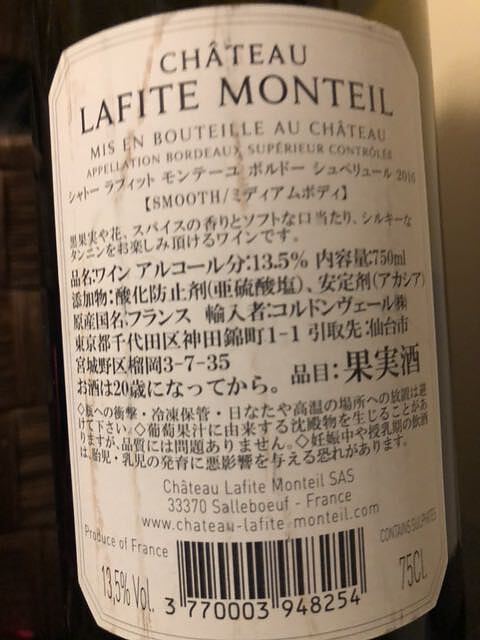 CHÂTEAU
LAFITE MONTEIL
MIS EN BOUTEILLE AU CHÂTEAU
APPELLATION BORDEAUX SUPÉRIEUR CONTRÔLÉE
シャトー ラフィット モンテーユ ボルドー シュペリュール 2016
【SMOOTH/ミディアムボディ】
黒果実や花、スパイスの香りとソフトな口当たり、シルキーな
タンニンをお楽しみ頂けるワインです。
品名:ワイン アルコール分:13.5% 内容量:750ml
添加物:酸化防止剤(亜硫酸塩)、安定剤(アカシア)
原産国名:フランス 輸入者:コルドンヴェール㈱
東京都千代田区神田錦町1-1 引取先:仙台市
宮城野区榴岡3-7-35
お酒は20歳になってから。 品目:果実酒
◇瓶への衝撃・冷凍保管・日なたや高温の場所への放置は避
けて下さい。◇葡萄果汁に由来する沈殿物を生じることがあ
りますが、品質には問題ありません。◇妊娠中や授乳期の飲酒
は、胎児・乳児の発育に悪影響を与える恐れがあります。
Château Lafite Monteil SAS
33370 Salleboeuf - France
www.chateau-lafite monteil.com
Produce of France
CONTAINS SULPHITES
13,5% Vol.
75CL
3 770003 948254